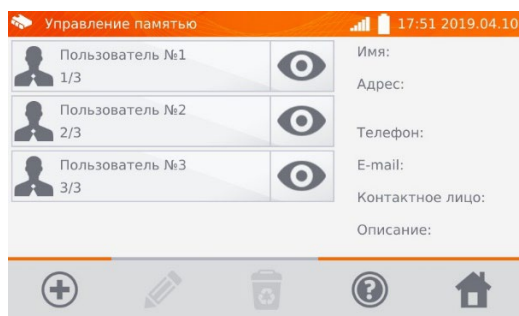 Управление памятью
17:51 2019.04.10
Пользователь №1
1/3
Пользователь №2
2/3
Пользователь №3
3/3
Имя:
Адрес:
Телефон:
E-mail:
Контактное лицо:
Описание: